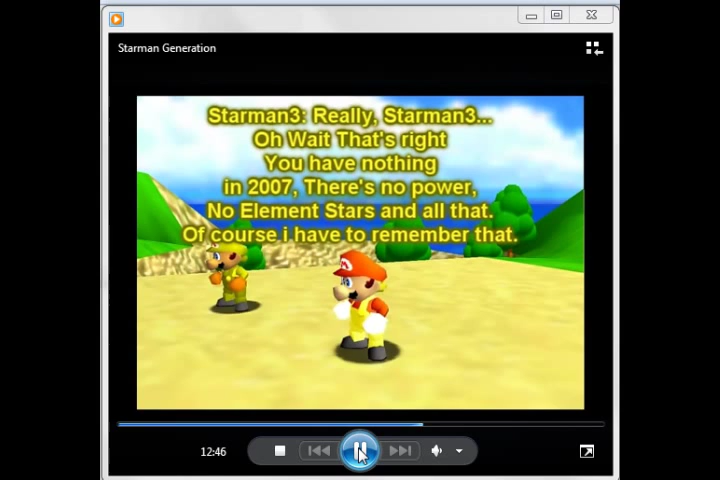 Starman Generation
Starman3: Really, Starman3...
Oh Wait That's right
You have nothing
in 2007, There's no power,
No Element Stars and all that.
Of course i have to remember that.
12:46